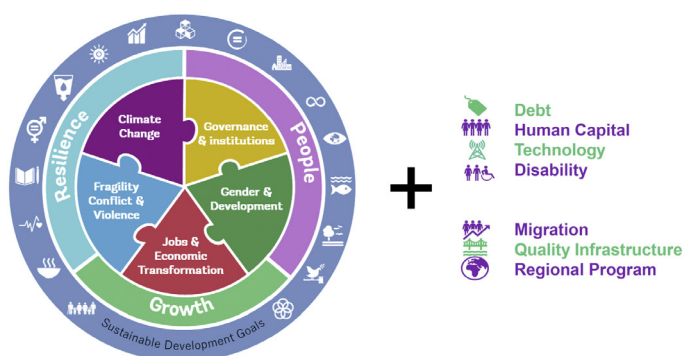 Resilience
People
Growth
Climate
Change
Governance
& institutions
Fragility
Conflict &
Violence
Gender &
Development
Jobs &
Economic
Transformation
Sustainable Development Goals
+
Debt
Human Capital
Technology
Disability
Migration
Quality Infrastructure
Regional Program